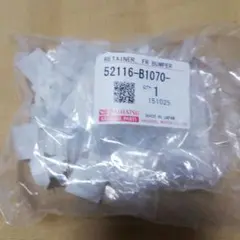 RETAINER, FR BUMPER
52116-B1070-
QTY
1
151025
MADE IN JAPAN